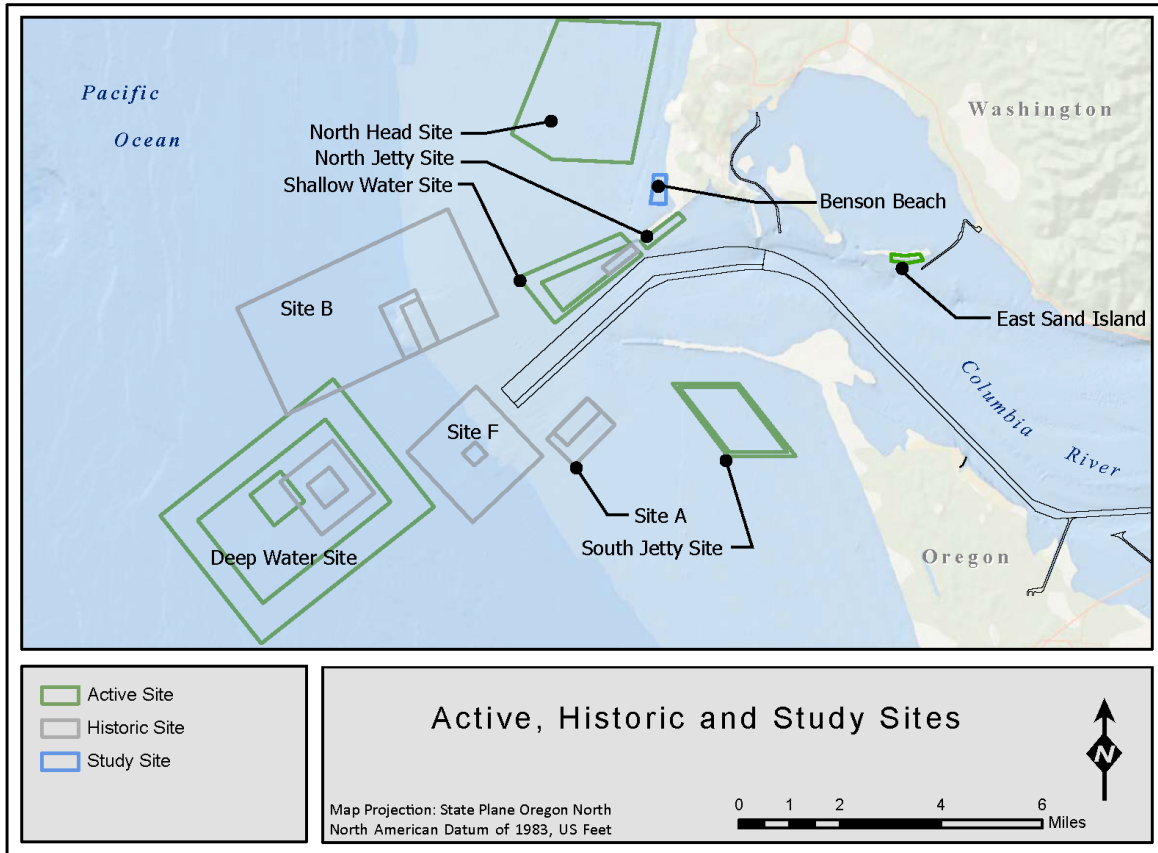 Pacific
Ocean
Washington
North Head Site
North Jetty Site
Shallow Water Site
Benson Beach
Site B
East Sand Island
Columbia
River
Site F
Site A
South Jetty Site
Deep Water Site
Oregon
Active Site
Historic Site
Study Site
Active, Historic and Study Sites
N
Map Projection: State Plane Oregon North
North American Datum of 1983, US Feet
0 1 2 4 6
Miles